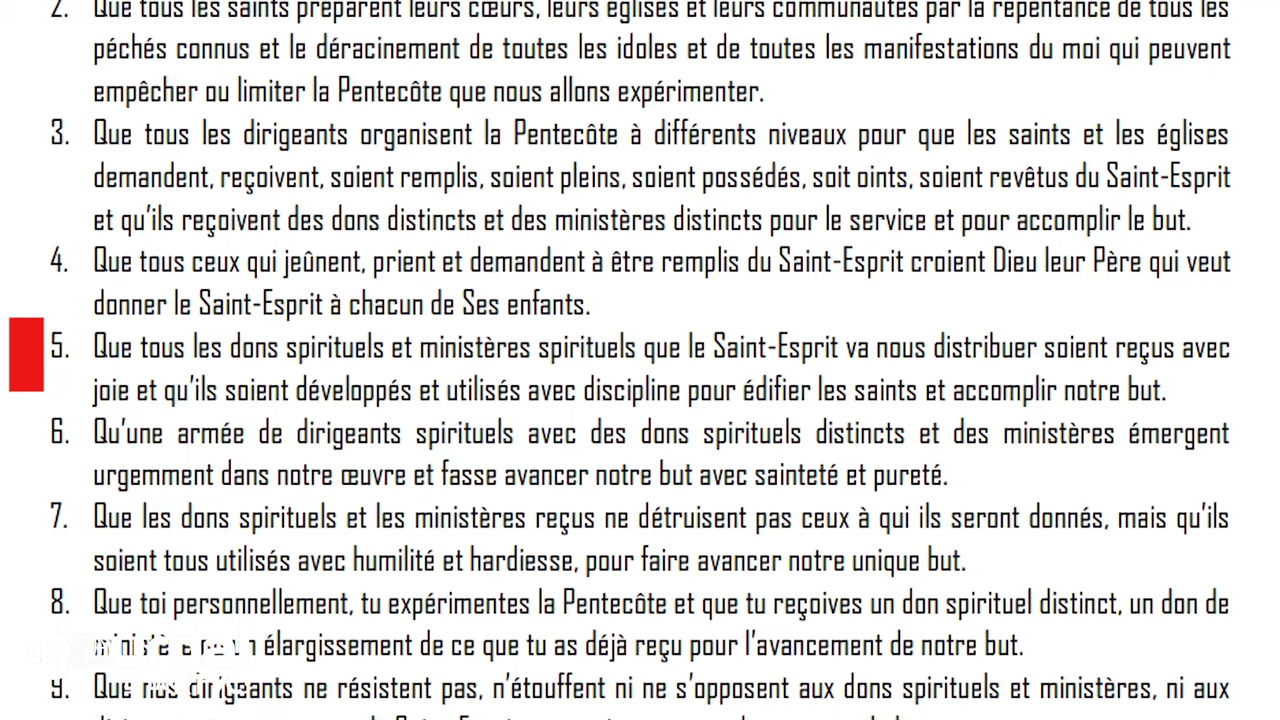 2. Que tous les saints préparent leurs cœurs, leurs églises et leurs communautés par la repentance de tous les
péchés connus et le déracinement de toutes les idoles et de toutes les manifestations du moi qui peuvent
empêcher ou limiter la Pentecôte que nous allons expérimenter.
3. Que tous les dirigeants organisent la Pentecôte à différents niveaux pour que les saints et les églises
demandent, reçoivent, soient remplis, soient pleins, soient possédés, soit oints, soient revêtus du Saint-Esprit
et qu'ils reçoivent des dons distincts et des ministères distincts pour le service et pour accomplir le but.
4. Que tous ceux qui jeûnent, prient et demandent à être remplis du Saint-Esprit croient Dieu leur Père qui veut
donner le Saint-Esprit à chacun de Ses enfants.
5. Que tous les dons spirituels et ministères spirituels que le Saint-Esprit va nous distribuer soient reçus avec
joie et qu'ils soient développés et utilisés avec discipline pour édifier les saints et accomplir notre but.
6. Qu'une armée de dirigeants spirituels avec des dons spirituels distincts et des ministères émergent
urgemment dans notre œuvre et fasse avancer notre but avec sainteté et pureté.
7. Que les dons spirituels et les ministères reçus ne détruisent pas ceux à qui ils seront donnés, mais qu'ils
soient tous utilisés avec humilité et hardiesse, pour faire avancer notre unique but.
8. Que toi personnellement, tu expérimentes la Pentecôte et que tu reçoives un don spirituel distinct, un don de
élargissement de ce que tu as déjà reçu pour l'avancement de notre but.
9. Que nos dirigeants ne résistent pas, n'étouffent ni ne s'opposent aux dons spirituels et ministères, ni aux